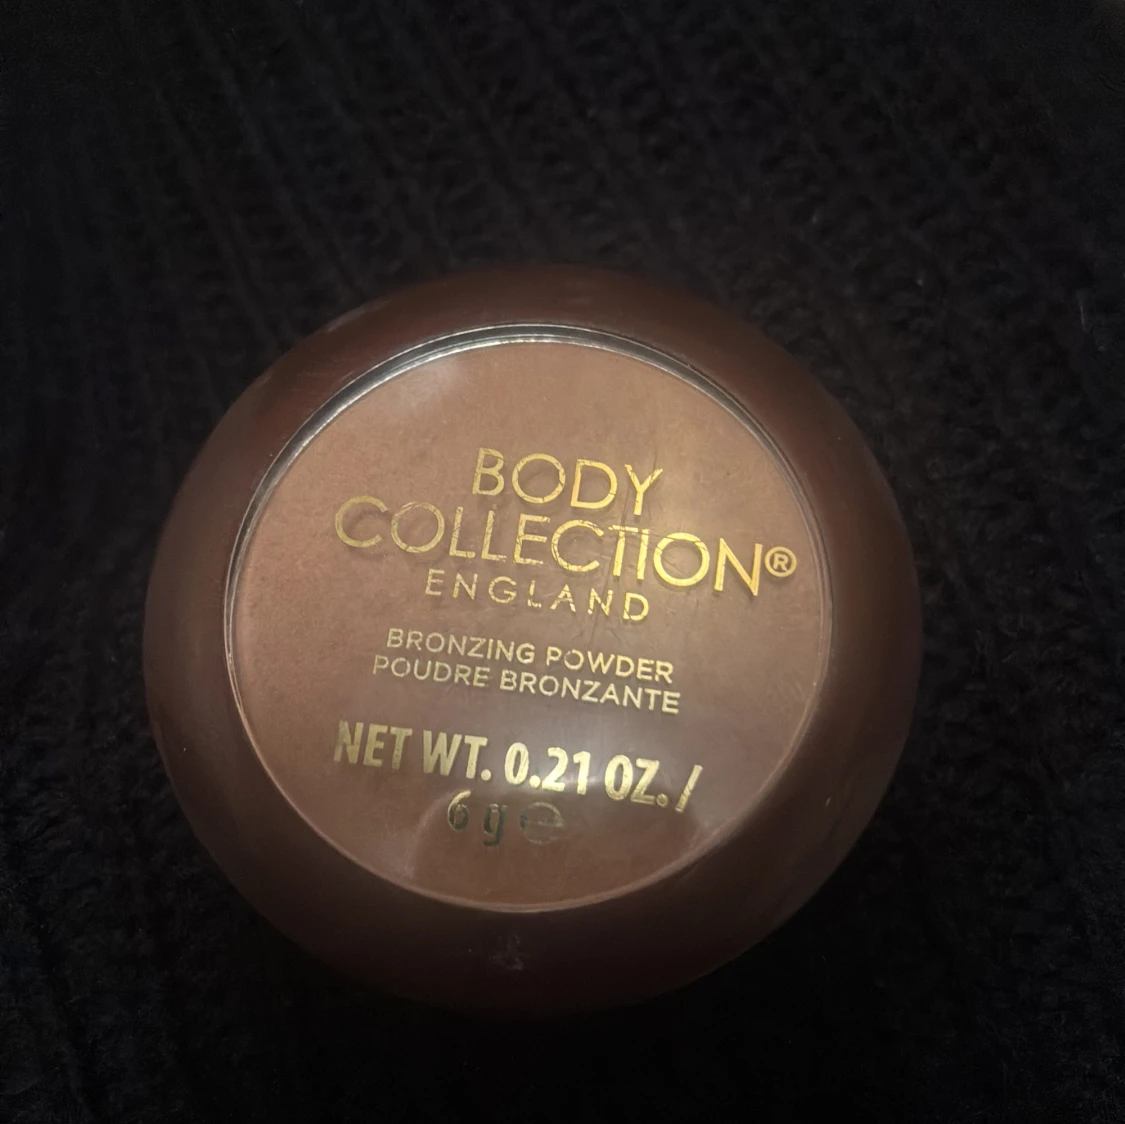 BODY
COLLECTION®
ENGLAND
BRONZING POWDER
POUDRE BRONZANTE
NET WT. 0.21 OZ. /
6 g ℮